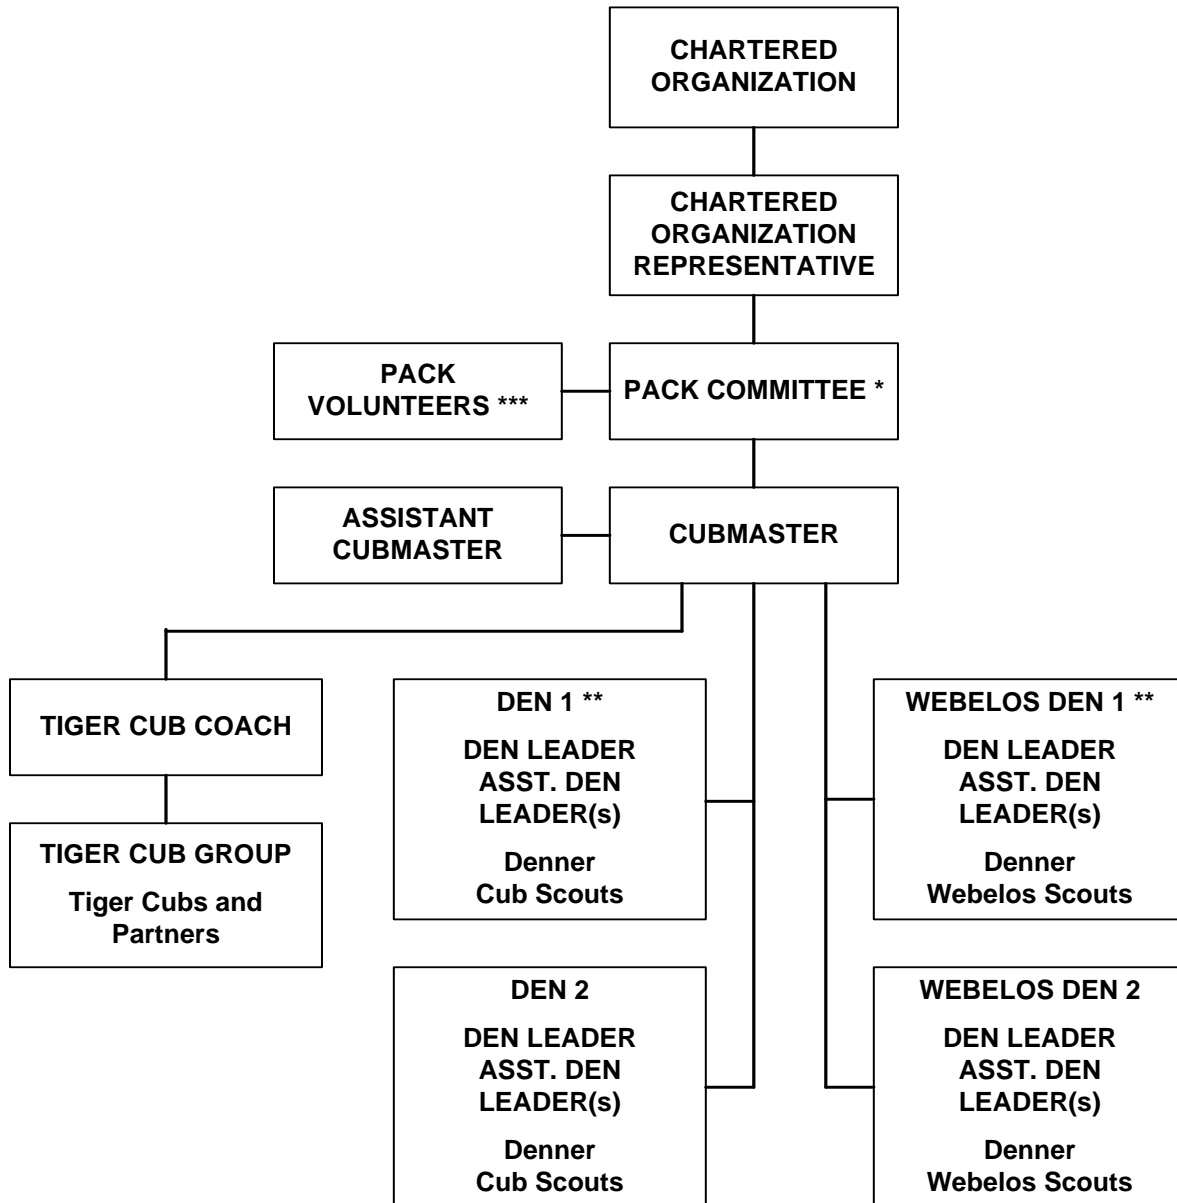 CHARTERED
ORGANIZATION
CHARTERED
ORGANIZATION
REPRESENTATIVE
PACK
VOLUNTEERS ***
PACK COMMITTEE *
ASSISTANT
CUBMASTER
CUBMASTER
TIGER CUB COACH
TIGER CUB GROUP
Tiger Cubs and
Partners
DEN 1 **
DEN LEADER
ASST. DEN
LEADER(s)
Denner
Cub Scouts
WEBELOS DEN 1 **
DEN LEADER
ASST. DEN
LEADER(s)
Denner
Webelos Scouts
DEN 2
DEN LEADER
ASST. DEN
LEADER(s)
Denner
Cub Scouts
WEBELOS DEN 2
DEN LEADER
ASST. DEN
LEADER(s)
Denner
Webelos Scouts